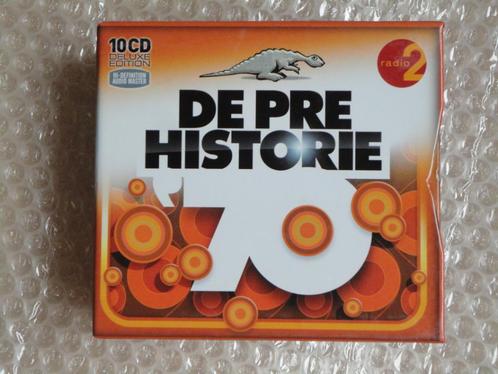 10CD
DELUXE
EDITION
HI-DEFINITION
AUDIO MASTER
radio 2
DE PRE
HISTORIE
'70